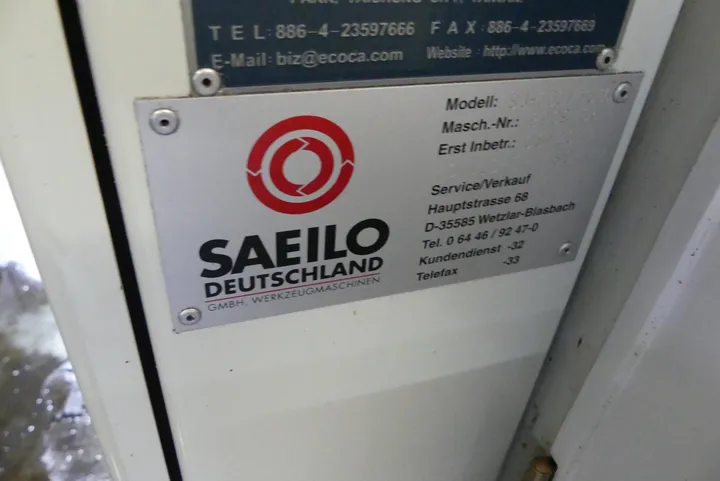 TEL: 886-4-23597666 FAX: 886-4-23597669
E-Mail: biz@ecoca.com Website: http://www.ecoca.com
Modell:
Masch.-Nr.:
Erst Inbetr.:
Service/Verkauf
Hauptstrasse 68
D-35585 Wetzlar-Blasbach
Tel. 0 64 46 / 92 47-0
Kundendienst -32
Telefax -33
SAEILO
DEUTSCHLAND
GMBH, WERKZEUGMASCHINEN